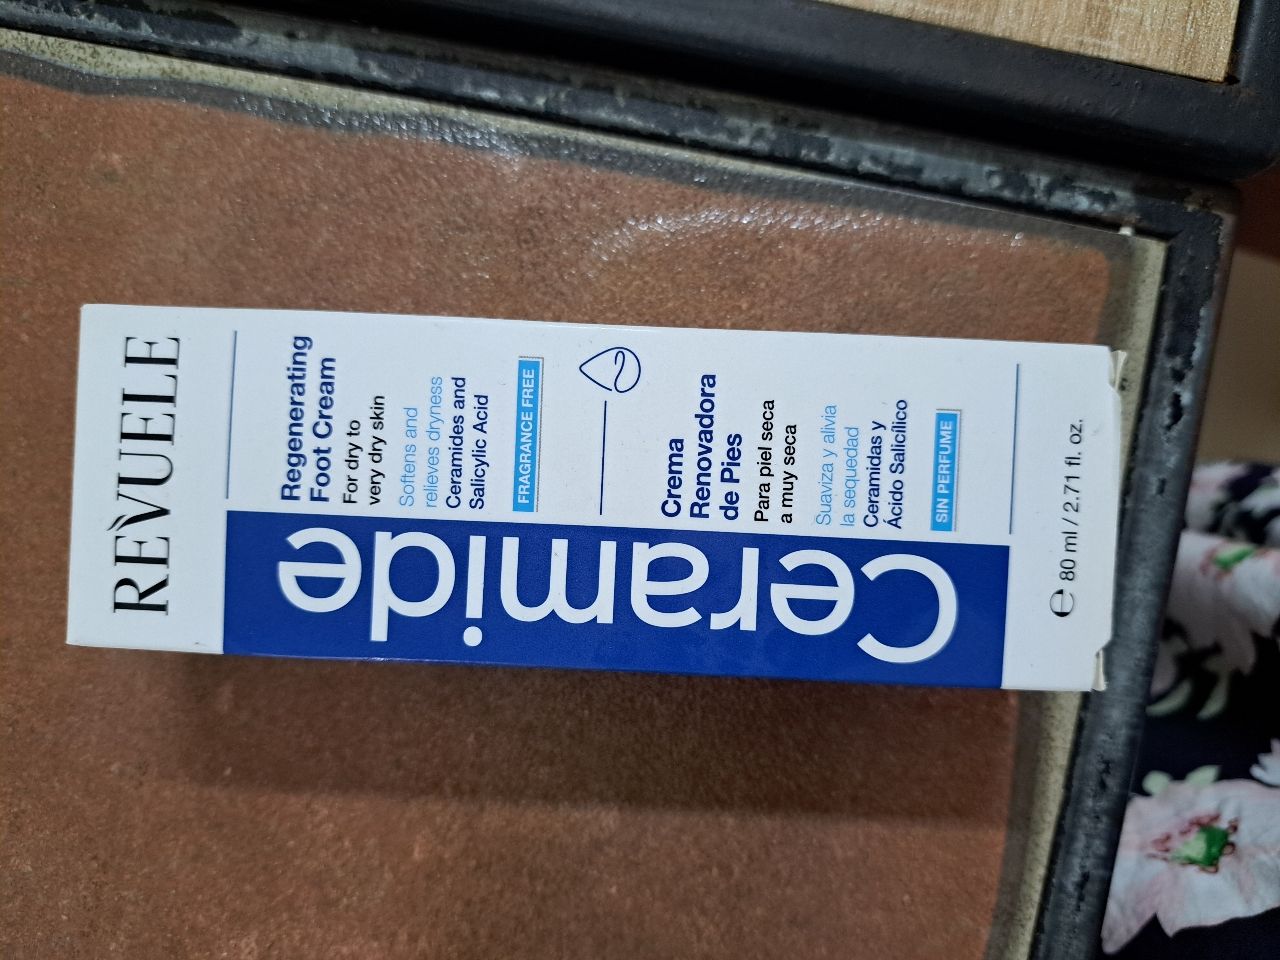 REVUELE
Regenerating
Foot Cream
For dry to
very dry skin
Softens and
relieves dryness
Ceramides and
Salicylic Acid
FRAGRANCE FREE
Crema
Renovadora
de Pies
Para piel seca
a muy seca
Suaviza y alivia
la sequedad
Ceramidas y
Ácido Salicílico
SIN PERFUME
Ceramide
℮ 80 ml / 2.71 fl. oz.